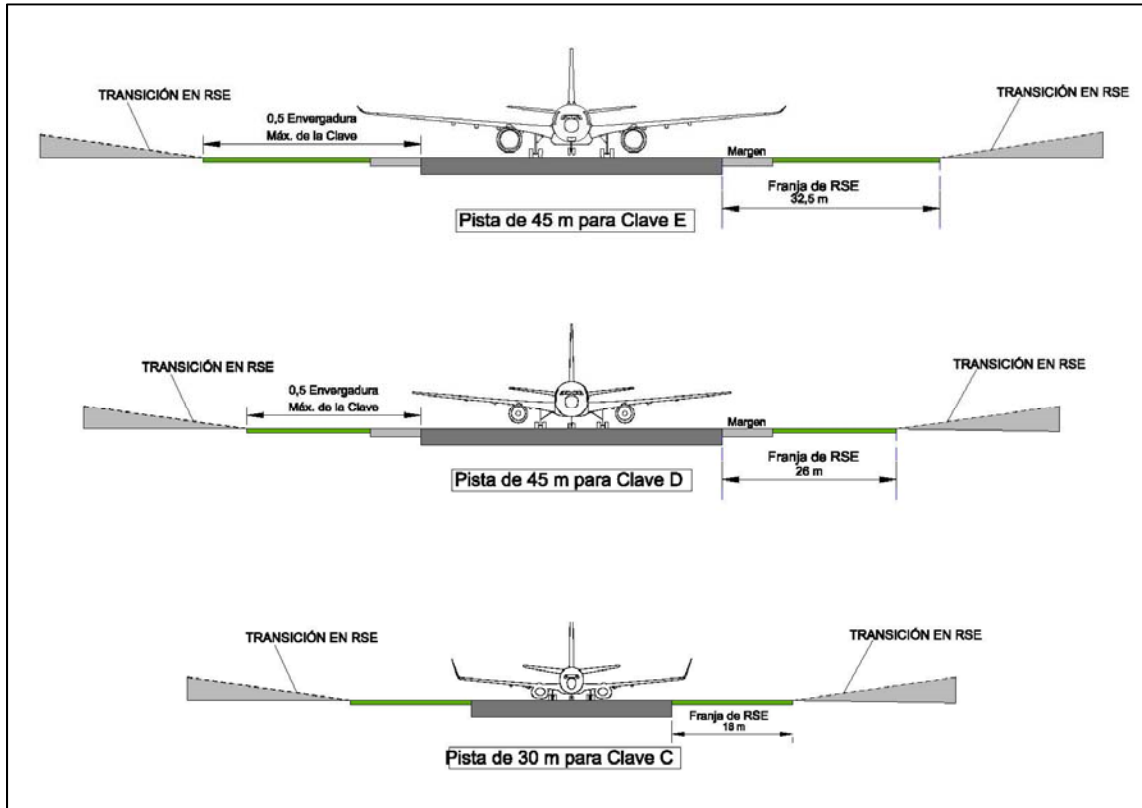 TRANSICIÓN EN RSE
TRANSICIÓN EN RSE
0,5 Envergadura
Máx. de la Clave
Margen
Franja de RSE
32,5 m
Pista de 45 m para Clave E
TRANSICIÓN EN RSE
TRANSICIÓN EN RSE
0,5 Envergadura
Máx. de la Clave
Margen
Franja de RSE
26 m
Pista de 45 m para Clave D
TRANSICIÓN EN RSE
TRANSICIÓN EN RSE
Franja de RSE
18 m
Pista de 30 m para Clave C